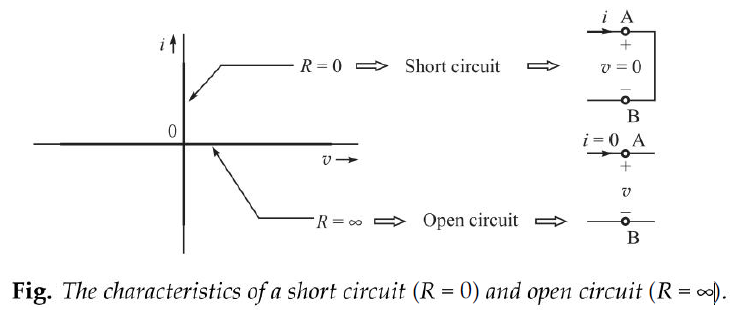 i A
i
+
R = 0 ⇒ Short circuit ⇒ v = 0
−
0
B
i = 0 A
v
+
v
R = ∞ ⇒ Open circuit ⇒
−
B
Fig. The characteristics of a short circuit (R = 0) and open circuit (R = ∞).